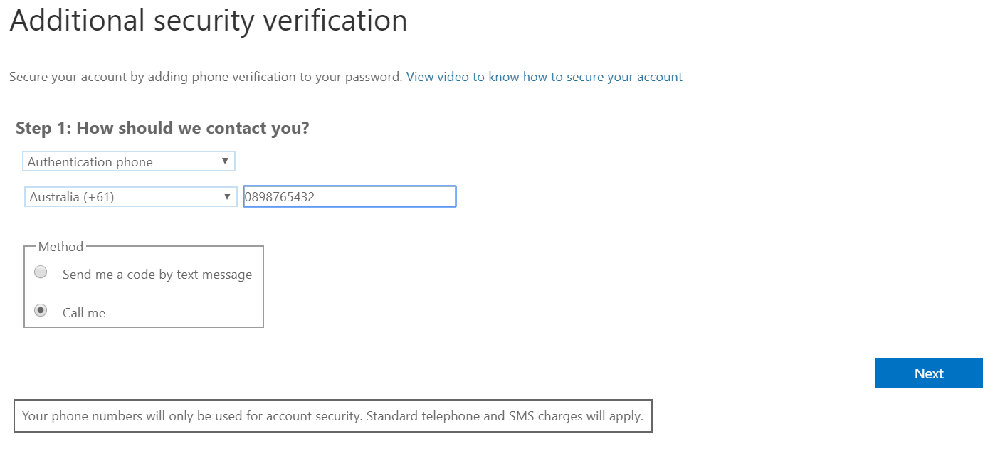 Additional security verification
Secure your account by adding phone verification to your password. View video to know how to secure your account
Step 1: How should we contact you?
Authentication phone
Australia (+61) 0898765432
Method
Send me a code by text message
Call me
Next
Your phone numbers will only be used for account security. Standard telephone and SMS charges will apply.